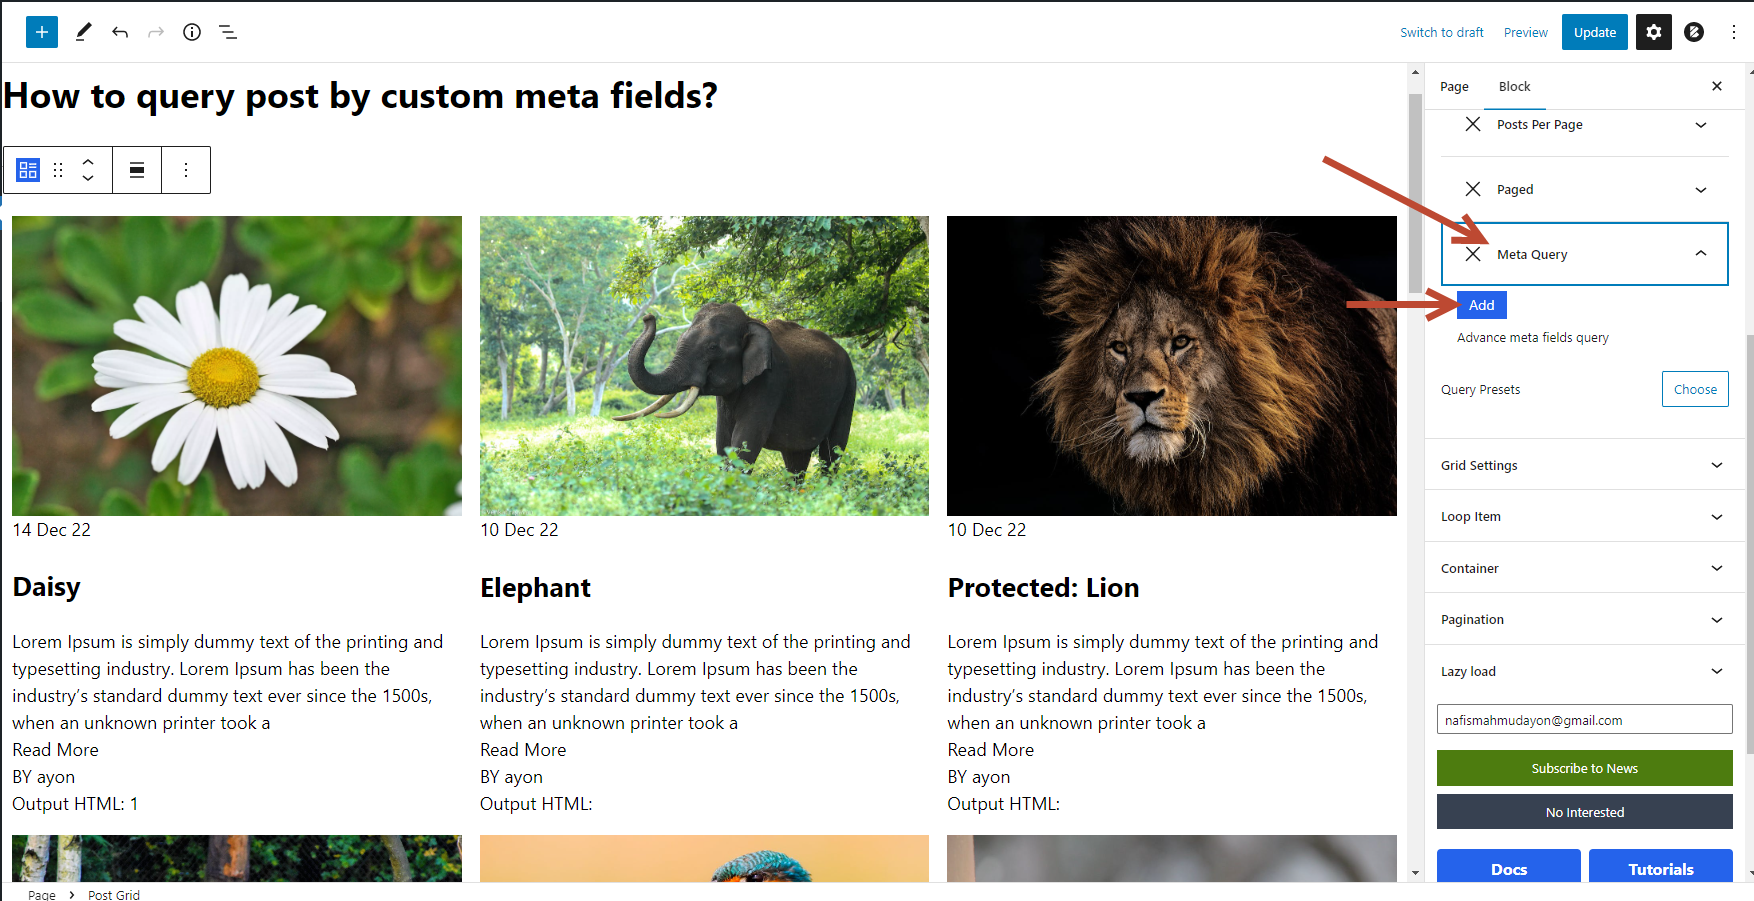 Switch to draft
Preview
Update
How to query post by custom meta fields?
14 Dec 22
Daisy
Lorem Ipsum is simply dummy text of the printing and
typesetting industry. Lorem Ipsum has been the
industry’s standard dummy text ever since the 1500s,
when an unknown printer took a
Read More
BY ayon
Output HTML: 1
10 Dec 22
Elephant
Lorem Ipsum is simply dummy text of the printing and
typesetting industry. Lorem Ipsum has been the
industry’s standard dummy text ever since the 1500s,
when an unknown printer took a
Read More
BY ayon
Output HTML:
10 Dec 22
Protected: Lion
Lorem Ipsum is simply dummy text of the printing and
typesetting industry. Lorem Ipsum has been the
industry’s standard dummy text ever since the 1500s,
when an unknown printer took a
Read More
BY ayon
Output HTML:
Page
Block
Posts Per Page
Paged
Meta Query
Add
Advance meta fields query
Query Presets
Choose
Grid Settings
Loop Item
Container
Pagination
Lazy load
nafismahmudayon@gmail.com
Subscribe to News
No Interested
Docs
Tutorials
Page
Post Grid